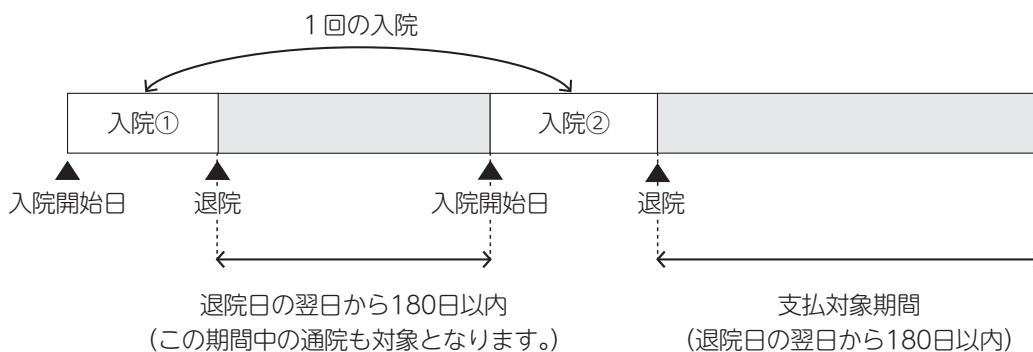 1回の入院
入院①
入院②
入院開始日
退院
入院開始日
退院
退院日の翌日から180日以内
(この期間中の通院も対象となります。)
支払対象期間
(退院日の翌日から180日以内)